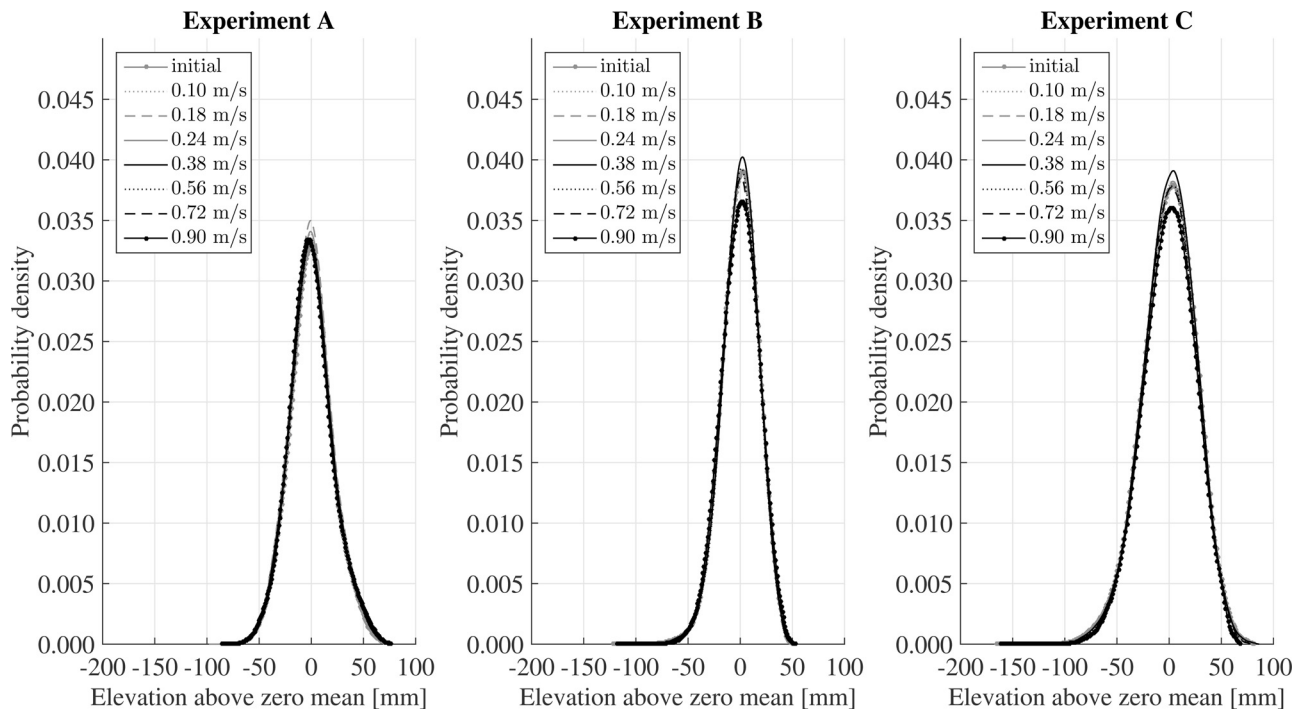 Experiment A
initial
0.10 m/s
0.18 m/s
0.24 m/s
0.38 m/s
0.56 m/s
0.72 m/s
0.90 m/s
Probability density
0.045
0.040
0.035
0.030
0.025
0.020
0.015
0.010
0.005
0.000
-200 -150 -100 -50 0 50 100
Elevation above zero mean [mm]
Experiment B
initial
0.10 m/s
0.18 m/s
0.24 m/s
0.38 m/s
0.56 m/s
0.72 m/s
0.90 m/s
Probability density
0.045
0.040
0.035
0.030
0.025
0.020
0.015
0.010
0.005
0.000
-200 -150 -100 -50 0 50 100
Elevation above zero mean [mm]
Experiment C
initial
0.10 m/s
0.18 m/s
0.24 m/s
0.38 m/s
0.56 m/s
0.72 m/s
0.90 m/s
Probability density
0.045
0.040
0.035
0.030
0.025
0.020
0.015
0.010
0.005
0.000
-200 -150 -100 -50 0 50 100
Elevation above zero mean [mm]